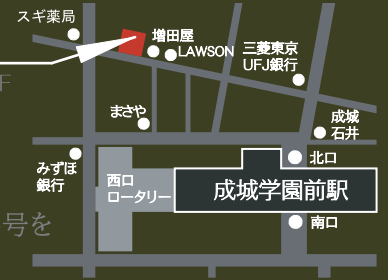 スギ薬局
増田屋
LAWSON
三菱東京
UFJ銀行
まさや
成城
石井
みずほ
銀行
西口
ロータリー
北口
成城学園前駅
南口
号を